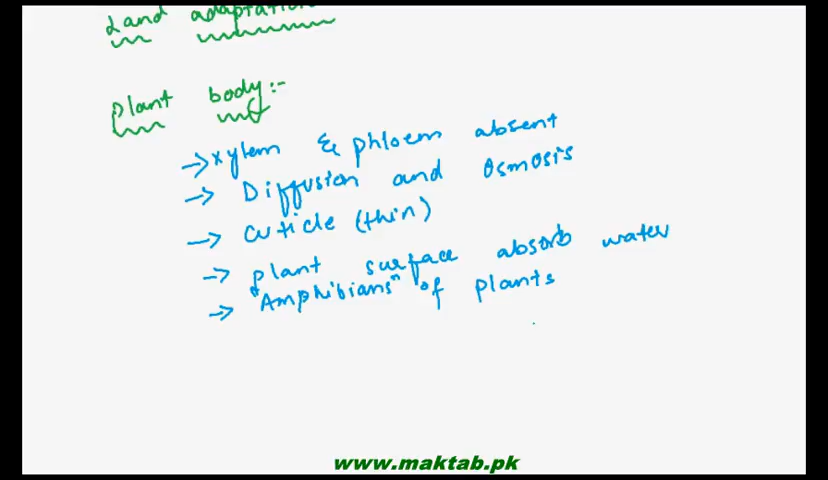 Land adaptation
Plant body:-
→ xylem & phloem absent
→ Diffusion and Osmosis
→ Cuticle (thin)
→ plant surface absorb water
→ "Amphibians" of plants
www.maktab.pk